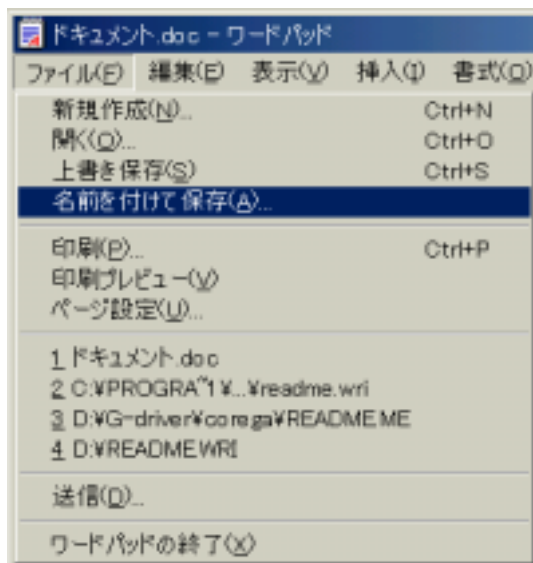 ドキュメント.doc - ワードパッド
ファイル(F) 編集(E) 表示(V) 挿入(I) 書式(O)
新規作成(N)... Ctrl+N
開く(O)... Ctrl+O
上書き保存(S) Ctrl+S
名前を付けて保存(A)...
印刷(P)... Ctrl+P
印刷プレビュー(V)
ページ設定(U)...
1 ドキュメント.doc
2 C:¥PROGRA~1¥...¥readme.wri
3 D:¥G-driver¥corega¥README.ME
4 D:¥README.WRI
送信(D)...
ワードパッドの終了(X)